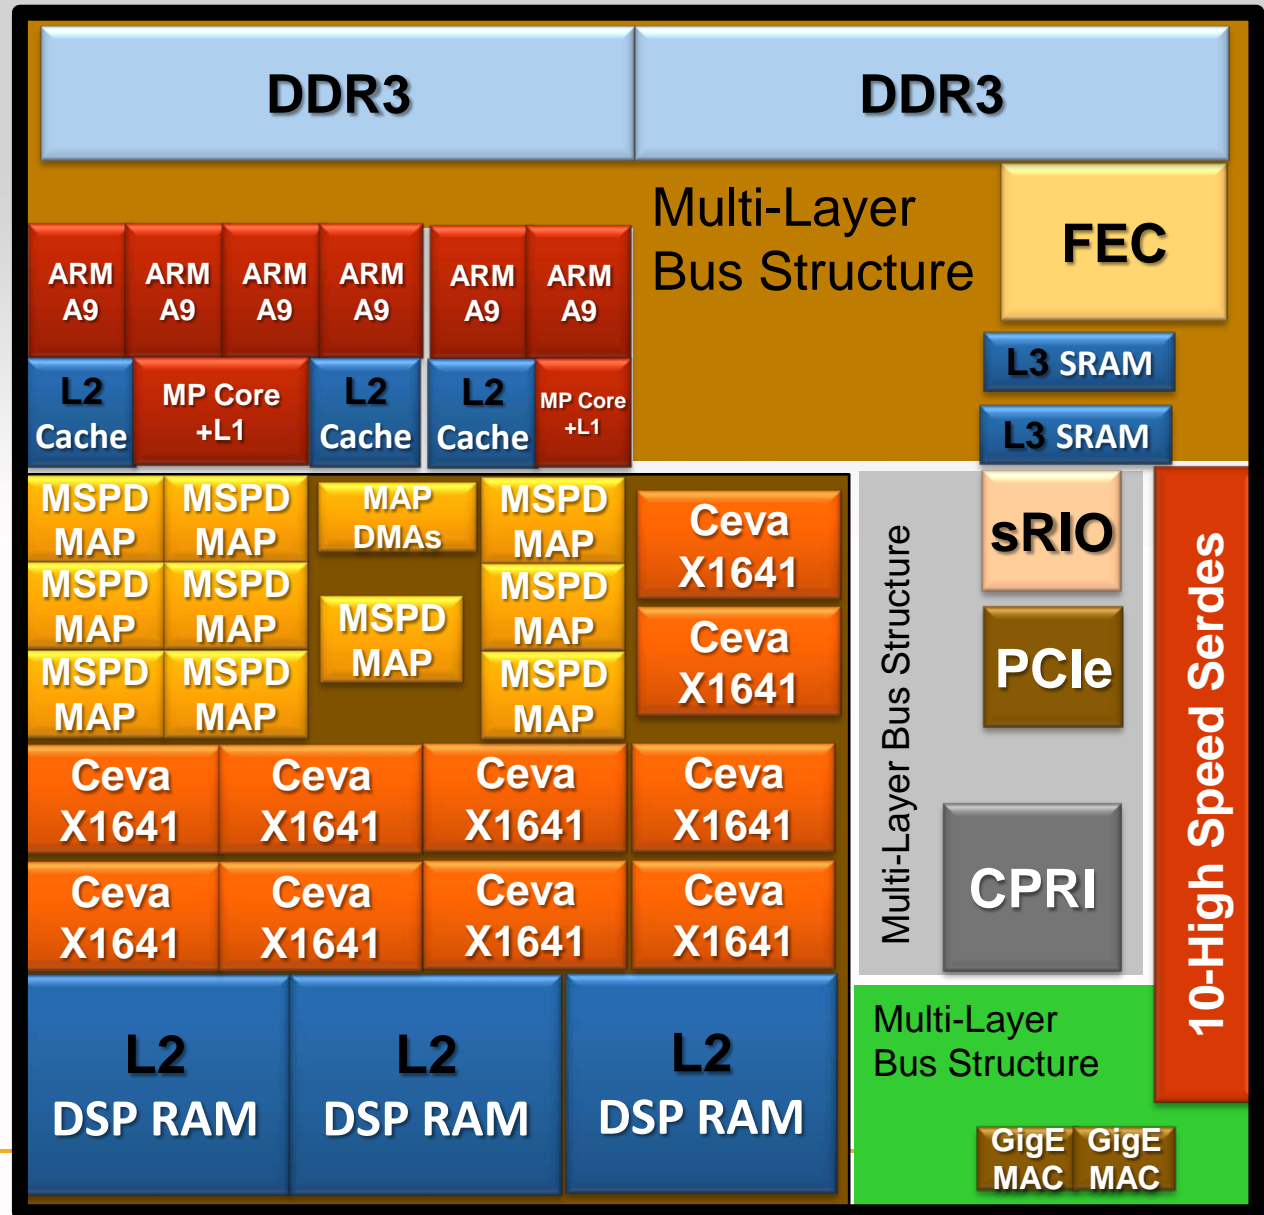 DDR3
DDR3
Multi-Layer
Bus Structure
FEC
ARM
A9
ARM
A9
ARM
A9
ARM
A9
ARM
A9
ARM
A9
L3 SRAM
L3 SRAM
L2
Cache
MP Core
+L1
L2
Cache
L2
Cache
MP Core
+L1
MSPD
MAP
MSPD
MAP
MAP
DMAs
MSPD
MAP
MSPD
MAP
MSPD
MAP
MSPD
MAP
MSPD
MAP
MSPD
MAP
MSPD
MAP
MSPD
MAP
Ceva
X1641
Ceva
X1641
Ceva
X1641
Ceva
X1641
Ceva
X1641
Ceva
X1641
Ceva
X1641
Ceva
X1641
Ceva
X1641
Ceva
X1641
L2
DSP RAM
L2
DSP RAM
L2
DSP RAM
Multi-Layer Bus Structure
sRIO
PCIe
CPRI
10-High Speed Serdes
Multi-Layer
Bus Structure
GigE
MAC
GigE
MAC